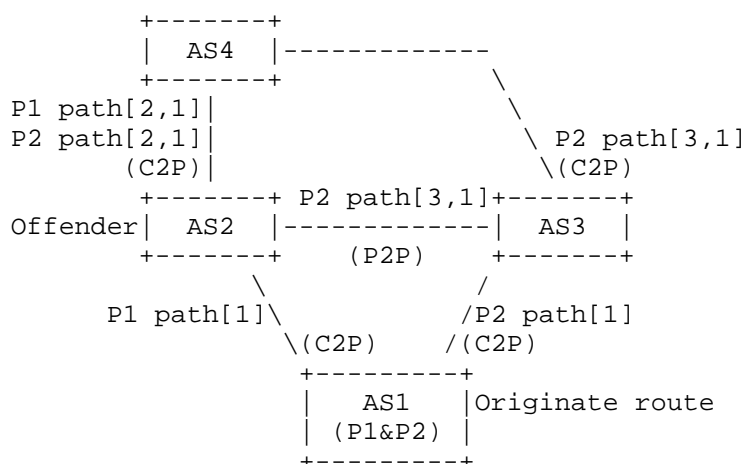 AS4
P1 path[2,1]
P2 path[2,1] P2 path[3,1]
(C2P) (C2P)
P2 path[3,1]
Offender AS2 AS3
(P2P)
P1 path[1] P2 path[1]
(C2P) (C2P)
AS1 Originate route
(P1&P2)